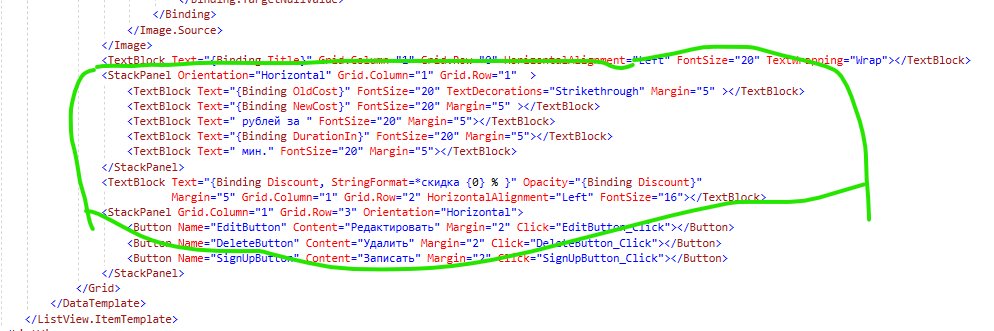 </Binding.TargetNullValue>
</Binding>
</Image.Source>
</Image>
<TextBlock Text="{Binding Title}" Grid.Column="1" Grid.Row="0" HorizontalAlignment="Left" FontSize="20" TextWrapping="Wrap"></TextBlock>
<StackPanel Orientation="Horizontal" Grid.Column="1" Grid.Row="1"  >
<TextBlock Text="{Binding OldCost}" FontSize="20" TextDecorations="Strikethrough" Margin="5" ></TextBlock>
<TextBlock Text="{Binding NewCost}" FontSize="20" Margin="5" ></TextBlock>
<TextBlock Text=" рублей за " FontSize="20" Margin="5"></TextBlock>
<TextBlock Text="{Binding DurationIn}" FontSize="20" Margin="5"></TextBlock>
<TextBlock Text=" мин." FontSize="20" Margin="5"></TextBlock>
</StackPanel>
<TextBlock Text="{Binding Discount, StringFormat=*скидка {0} % }" Opacity="{Binding Discount}"
Margin="5" Grid.Column="1" Grid.Row="2" HorizontalAlignment="Left" FontSize="16"></TextBlock>
<StackPanel Grid.Column="1" Grid.Row="3" Orientation="Horizontal">
<Button Name="EditButton" Content="Редактировать" Margin="2" Click="EditButton_Click"></Button>
<Button Name="DeleteButton" Content="Удалить" Margin="2" Click="DeleteButton_Click"></Button>
<Button Name="SignUpButton" Content="Записать" Margin="2" Click="SignUpButton_Click"></Button>
</StackPanel>
</Grid>
</DataTemplate>
</ListView.ItemTemplate>